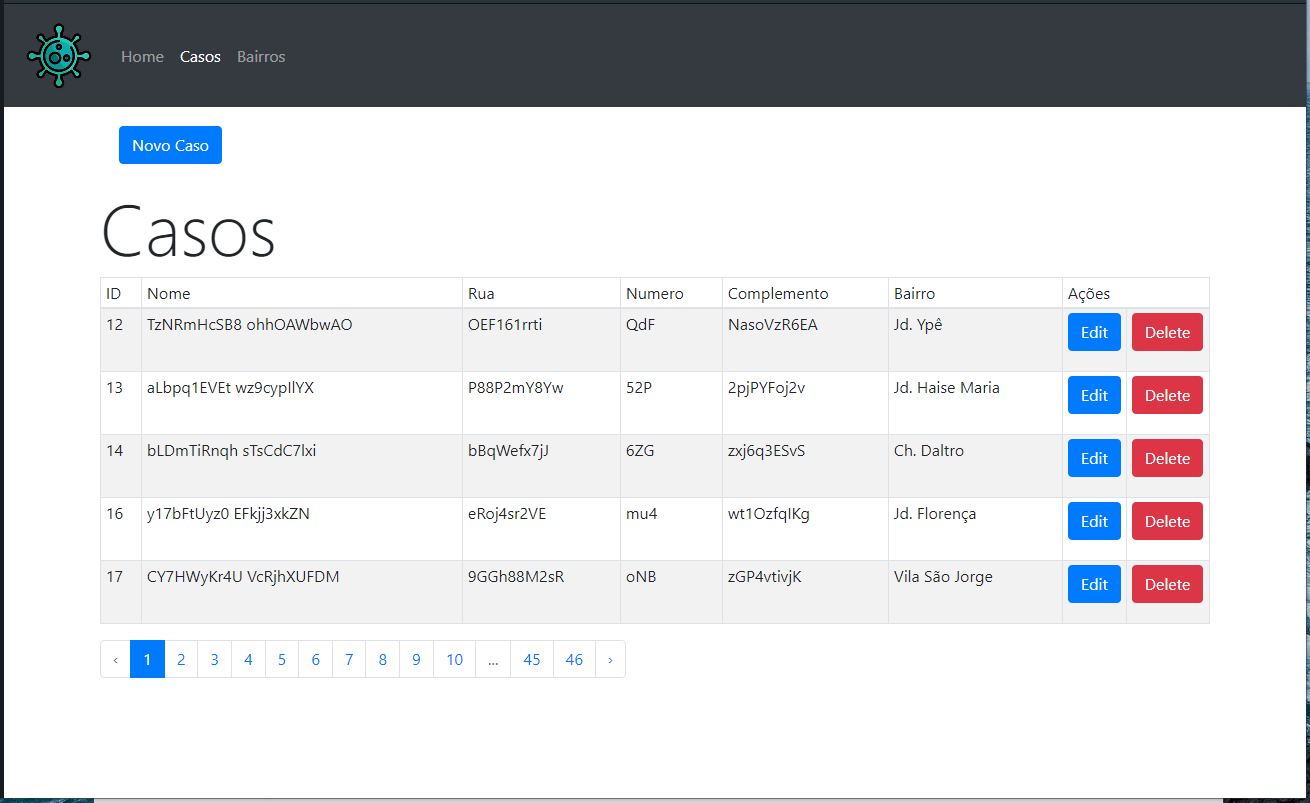 Home Casos Bairros
Novo Caso
Casos
ID Nome Rua Numero Complemento Bairro Ações
12 TzNRmHcSB8 ohhOAWbwAO OEF161rrti QdF NasoVzR6EA Jd. Ypê Edit Delete
13 aLbpq1EVEt wz9cypIlYX P88P2mY8Yw 52P 2pjPYFoj2v Jd. Haise Maria Edit Delete
14 bLDmTiRnqh sTsCdC7lxi bBqWefx7jJ 6ZG zxj6q3ESvS Ch. Daltro Edit Delete
16 y17bFtUyz0 EFkjj3xkZN eRoj4sr2VE mu4 wt1OzfqIKg Jd. Florença Edit Delete
17 CY7HWyKr4U VcRjhXUFDM 9GGh88M2sR oNB zGP4vtivjK Vila São Jorge Edit Delete
‹ 1 2 3 4 5 6 7 8 9 10 ... 45 46 ›